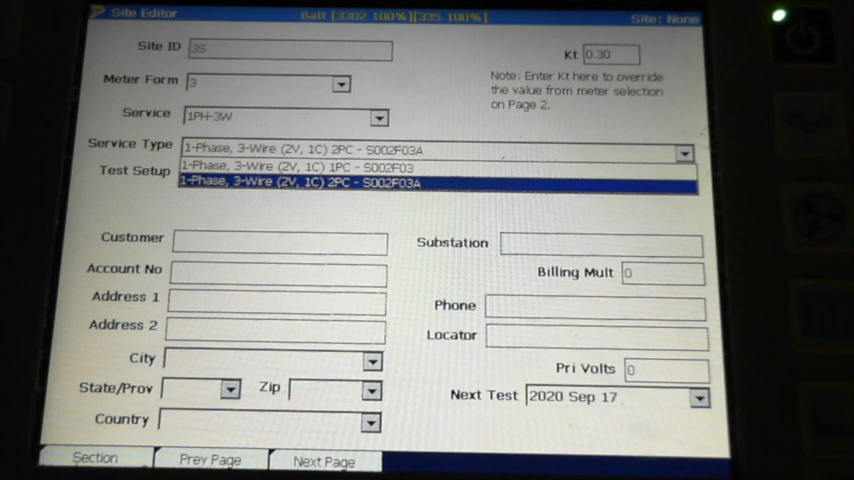 Site Editor
Batt [3302 100%][335 100%]
Site: None
Site ID 3S
Kt 0.30
Meter Form 3
Note: Enter Kt here to override
the value from meter selection
on Page 2.
Service 1PH-3W
Service Type 1-Phase, 3-Wire (2V, 1C) 2PC - S002F03A
1-Phase, 3-Wire (2V, 1C) 1PC - S002F03
Test Setup
1-Phase, 3-Wire (2V, 1C) 2PC - S002F03A
Customer
Substation
Account No
Billing Mult 0
Address 1
Phone
Address 2
Locator
City
Pri Volts 0
State/Prov
Zip
Next Test 2020 Sep 17
Country
Section
Prev Page
Next Page